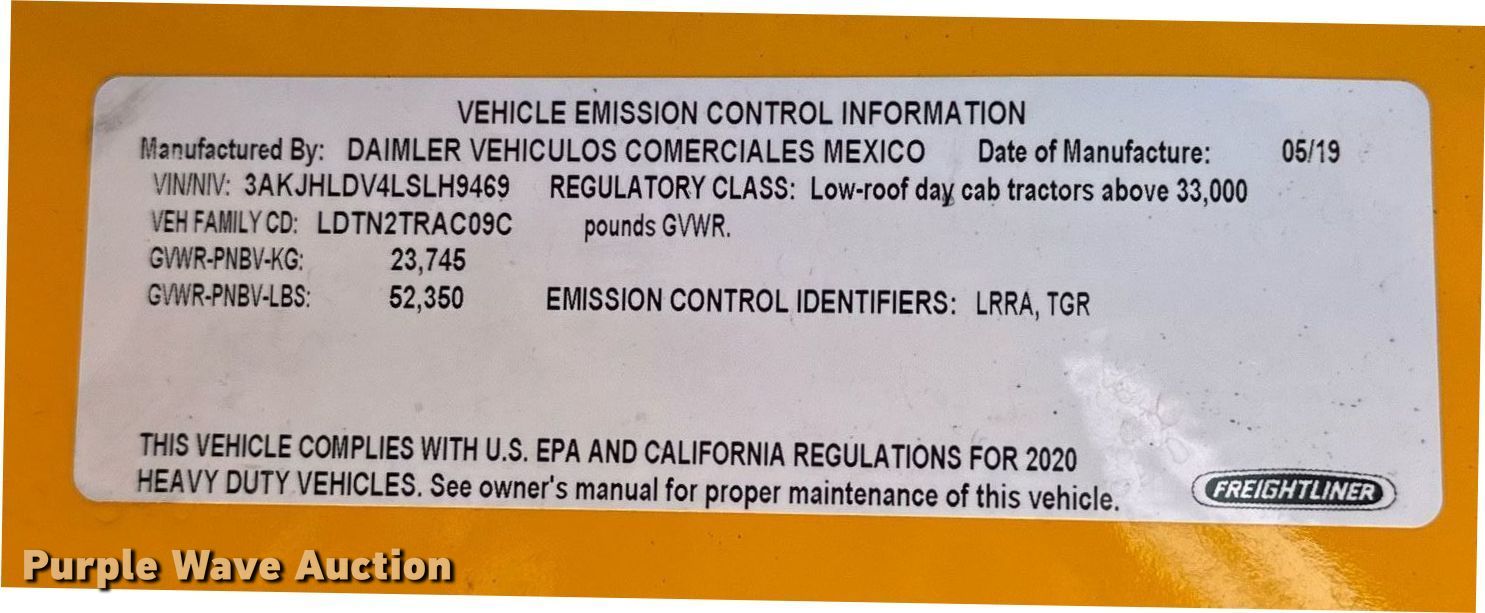 VEHICLE EMISSION CONTROL INFORMATION
Manufactured By: DAIMLER VEHICULOS COMERCIALES MEXICO Date of Manufacture: 05/19
VIN/NIV: 3AKJHLDV4LSLH9469 REGULATORY CLASS: Low-roof day cab tractors above 33,000
VEH FAMILY CD: LDTN2TRAC09C pounds GVWR.
GVWR-PNBV-KG: 23,745
GVWR-PNBV-LBS: 52,350 EMISSION CONTROL IDENTIFIERS: LRRA, TGR
THIS VEHICLE COMPLIES WITH U.S. EPA AND CALIFORNIA REGULATIONS FOR 2020
HEAVY DUTY VEHICLES. See owner's manual for proper maintenance of this vehicle.
FREIGHTLINER
Purple Wave Auction